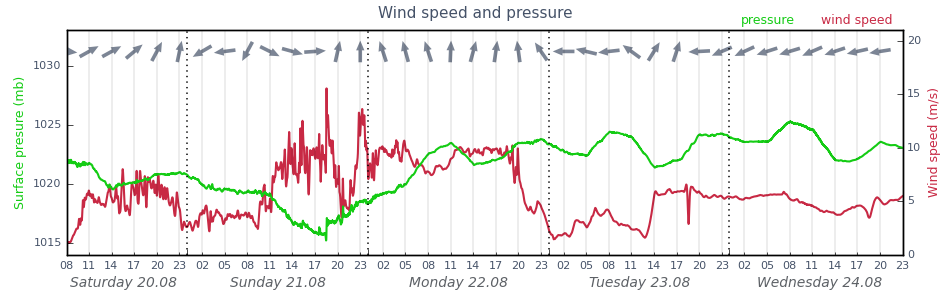 Wind speed and pressure
pressure wind speed
Surface presure (mb)
1030
1025
1020
1015
20
15
10
5
0
Wind speed (m/s)
08 11 14 17 20 23 02 05 08 11 14 17 20 23 02 05 08 11 14 17 20 23 02 05 08 11 14 17 20 23 02 05 08 11 14 17 20 23
Saturday 20.08 Sunday 21.08 Monday 22.08 Tuesday 23.08 Wednesday 24.08